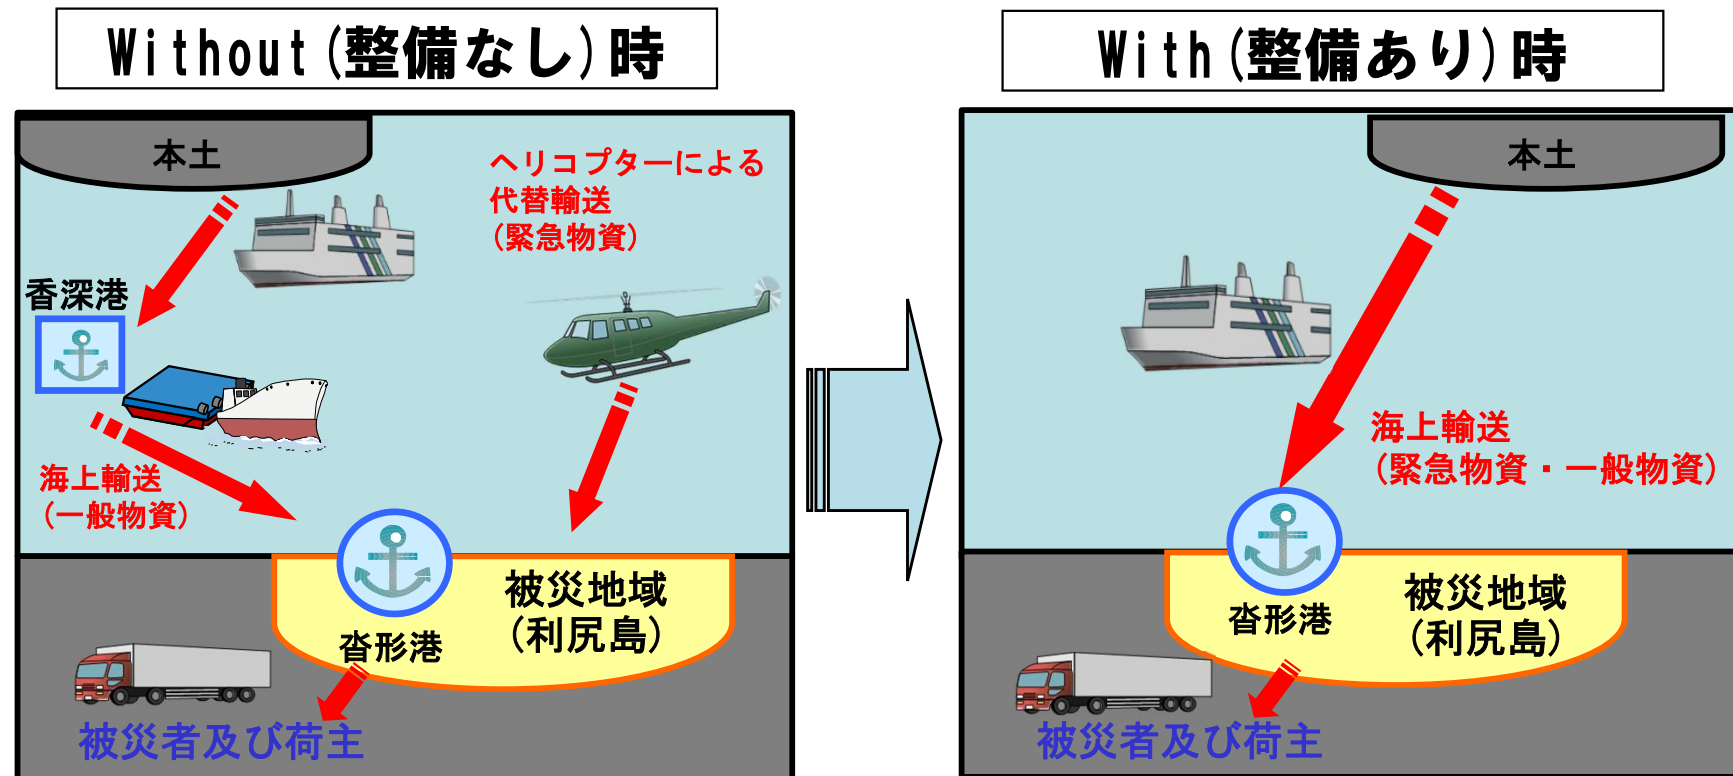 Without(整備なし)時
本土
ヘリコプターによる
代替輸送
(緊急物資)
香深港
海上輸送
(一般物資)
沓形港
被災地域
(利尻島)
被災者及び荷主
With(整備あり)時
本土
海上輸送
(緊急物資・一般物資)
沓形港
被災地域
(利尻島)
被災者及び荷主